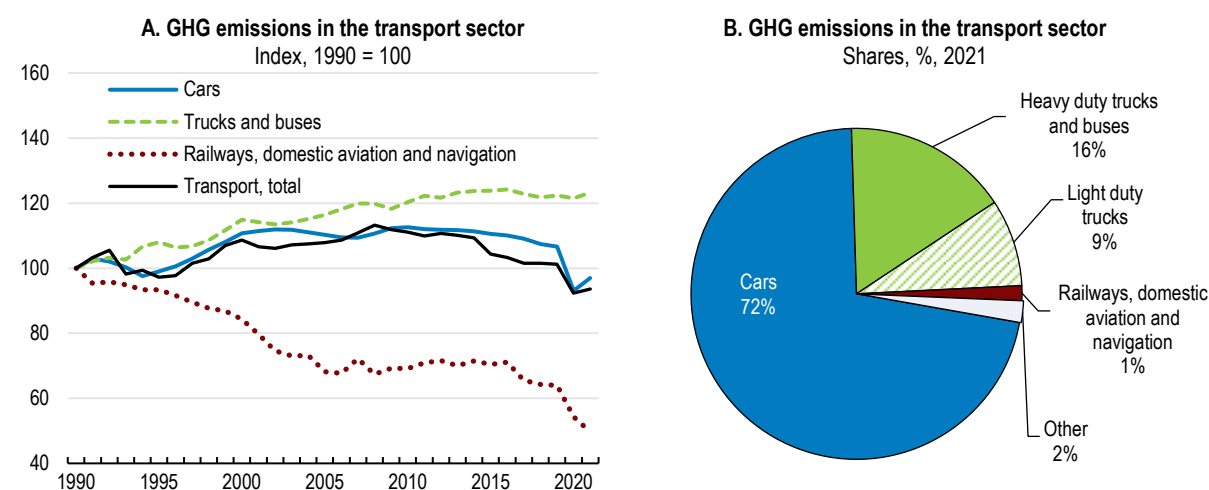 A. GHG emissions in the transport sector
Index, 1990 = 100
160
140
120
100
80
60
40
Cars
Trucks and buses
Railways, domestic aviation and navigation
Transport, total
1990
1995
2000
2005
2010
2015
2020
B. GHG emissions in the transport sector
Shares, %, 2021
Heavy duty trucks
and buses
16%
Light duty
trucks
9%
Cars
72%
Railways, domestic
aviation and
navigation
1%
Other
2%